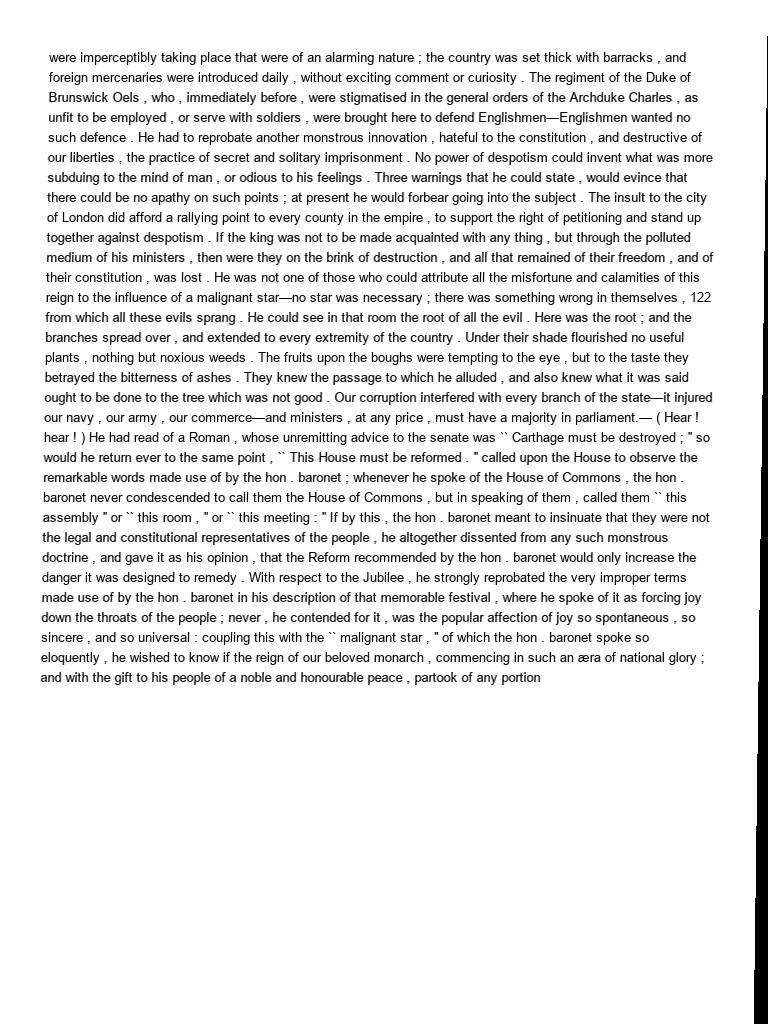 were imperceptibly taking place that were of an alarming nature ; the country was set thick with barracks , and
foreign mercenaries were introduced daily , without exciting comment or curiosity . The regiment of the Duke of
Brunswick Oels , who , immediately before , were stigmatised in the general orders of the Archduke Charles , as
unfit to be employed , or serve with soldiers , were brought here to defend Englishmen—Englishmen wanted no
such defence . He had to reprobate another monstrous innovation , hateful to the constitution , and destructive of
our liberties , the practice of secret and solitary imprisonment . No power of despotism could invent what was more
subduing to the mind of man , or odious to his feelings . Three warnings that he could state , would evince that
there could be no apathy on such points ; at present he would forbear going into the subject . The insult to the city
of London did afford a rallying point to every county in the empire , to support the right of petitioning and stand up
together against despotism . If the king was not to be made acquainted with any thing , but through the polluted
medium of his ministers , then were they on the brink of destruction , and all that remained of their freedom , and of
their constitution , was lost . He was not one of those who could attribute all the misfortune and calamities of this
reign to the influence of a malignant star—no star was necessary ; there was something wrong in themselves , 122
from which all these evils sprang . He could see in that room the root of all the evil . Here was the root ; and the
branches spread over , and extended to every extremity of the country . Under their shade flourished no useful
plants , nothing but noxious weeds . The fruits upon the boughs were tempting to the eye , but to the taste they
betrayed the bitterness of ashes . They knew the passage to which he alluded , and also knew what it was said
ought to be done to the tree which was not good . Our corruption interfered with every branch of the state—it injured
our navy , our army , our commerce—and ministers , at any price , must have a majority in parliament.— ( Hear !
hear ! ) He had read of a Roman , whose unremitting advice to the senate was `` Carthage must be destroyed ; " so
would he return ever to the same point , `` This House must be reformed . " called upon the House to observe the
remarkable words made use of by the hon . baronet ; whenever he spoke of the House of Commons , the hon .
baronet never condescended to call them the House of Commons , but in speaking of them , called them `` this
assembly " or `` this room , " or `` this meeting : " If by this , the hon . baronet meant to insinuate that they were not
the legal and constitutional representatives of the people , he altogether dissented from any such monstrous
doctrine , and gave it as his opinion , that the Reform recommended by the hon . baronet would only increase the
danger it was designed to remedy . With respect to the Jubilee , he strongly reprobated the very improper terms
made use of by the hon . baronet in his description of that memorable festival , where he spoke of it as forcing joy
down the throats of the people ; never , he contended for it , was the popular affection of joy so spontaneous , so
sincere , and so universal : coupling this with the `` malignant star , " of which the hon . baronet spoke so
eloquently , he wished to know if the reign of our beloved monarch , commencing in such an æra of national glory ;
and with the gift to his people of a noble and honourable peace , partook of any portion